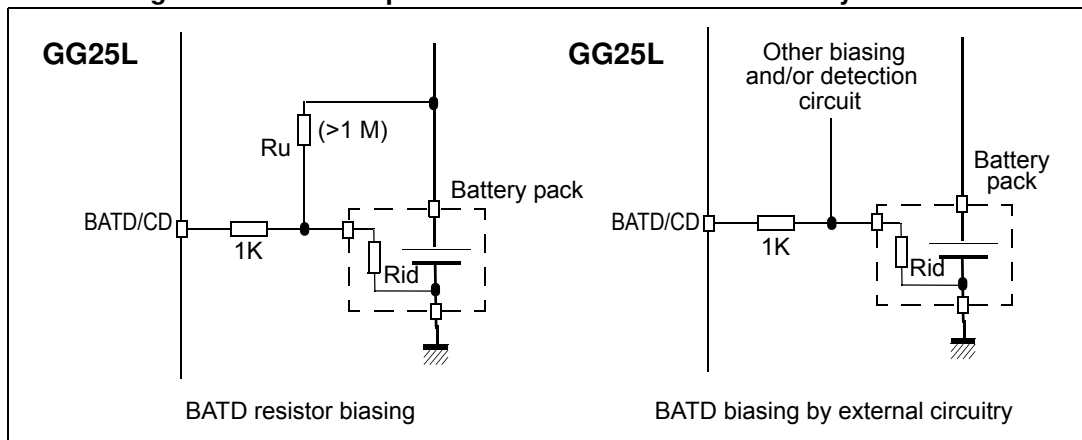 GG25L
Ru
(>1 M)
BATD/CD
1K
Battery pack
Rid
BATD resistor biasing
GG25L
Other biasing
and/or detection
circuit
Battery
pack
BATD/CD
1K
Rid
BATD biasing by external circuitry